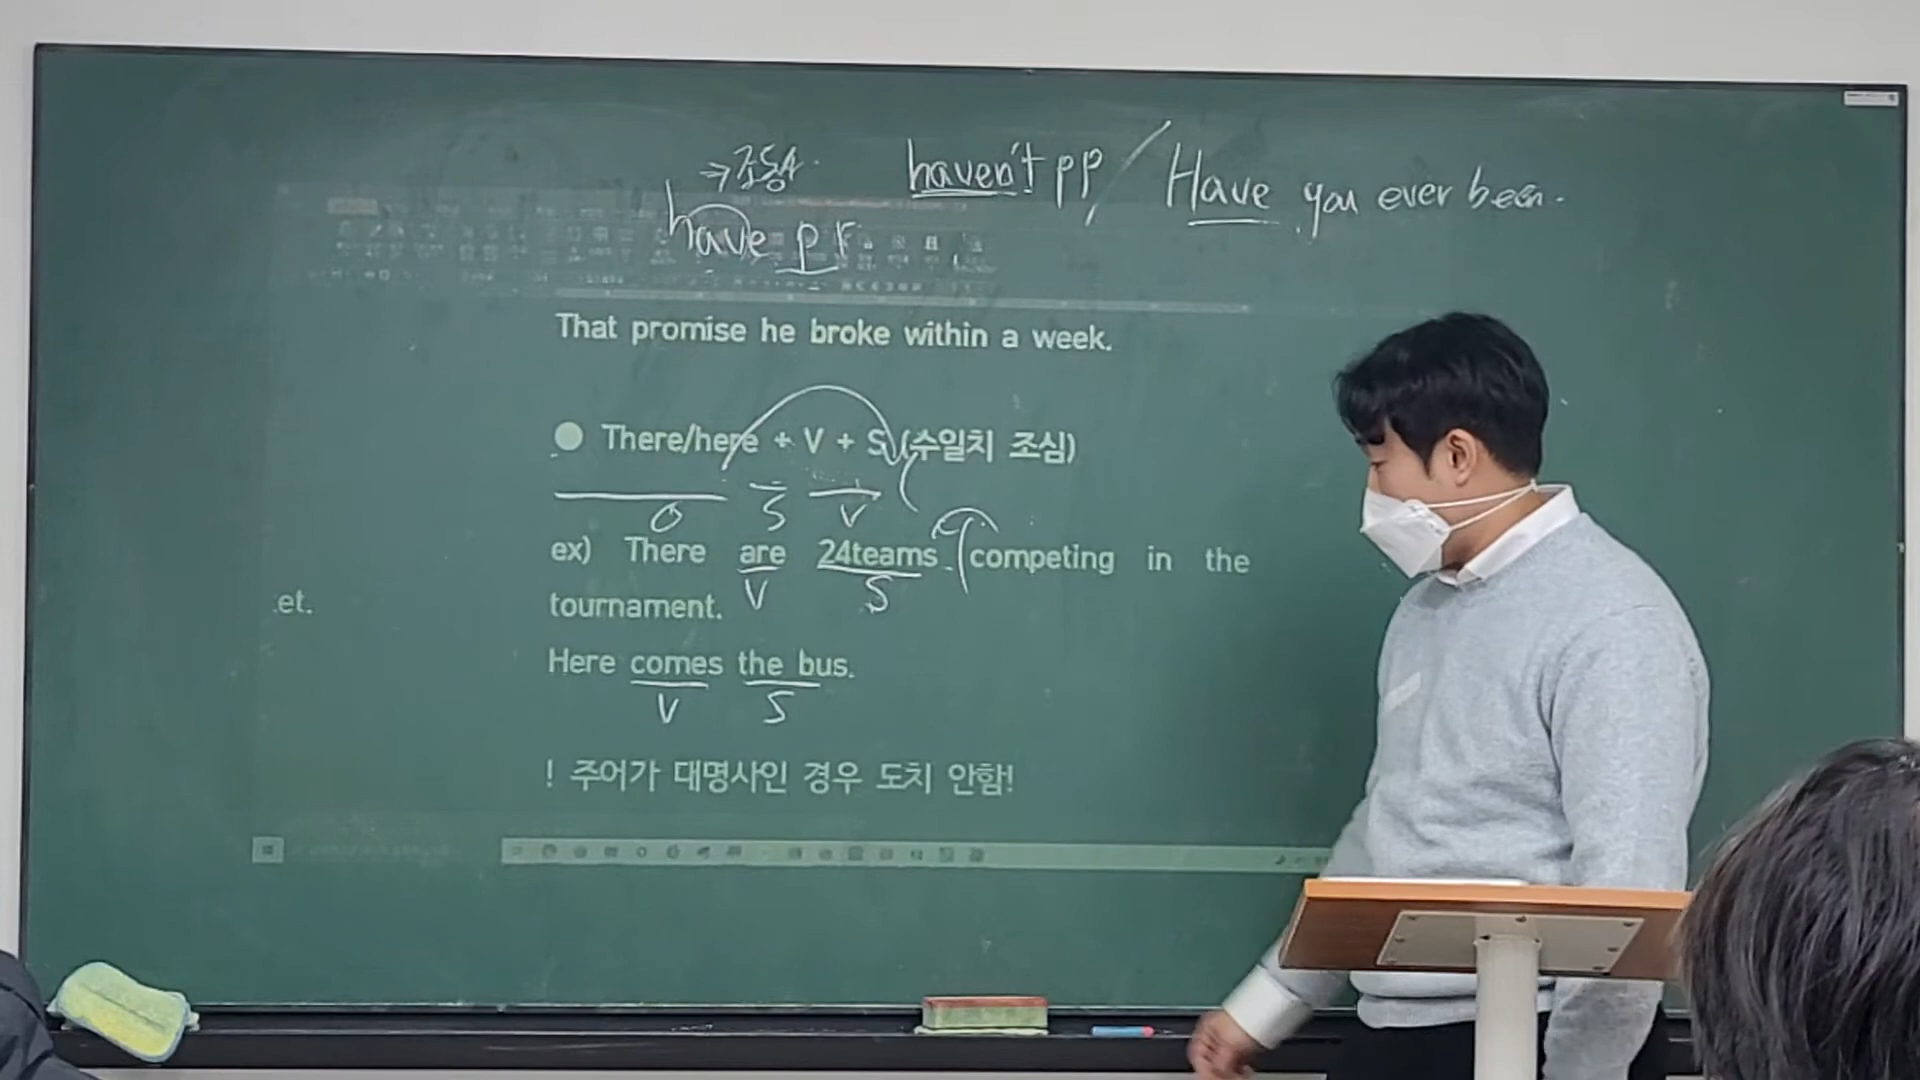 ⇒조동사
haven't pp / Have you ever been.
have p.p
That promise he broke within a week.
● There/here + V + S (수일치 조심)
O S V
ex) There are 24teams competing in the
V S
et.
tournament.
Here comes the bus.
V S
! 주어가 대명사인 경우 도치 안함!